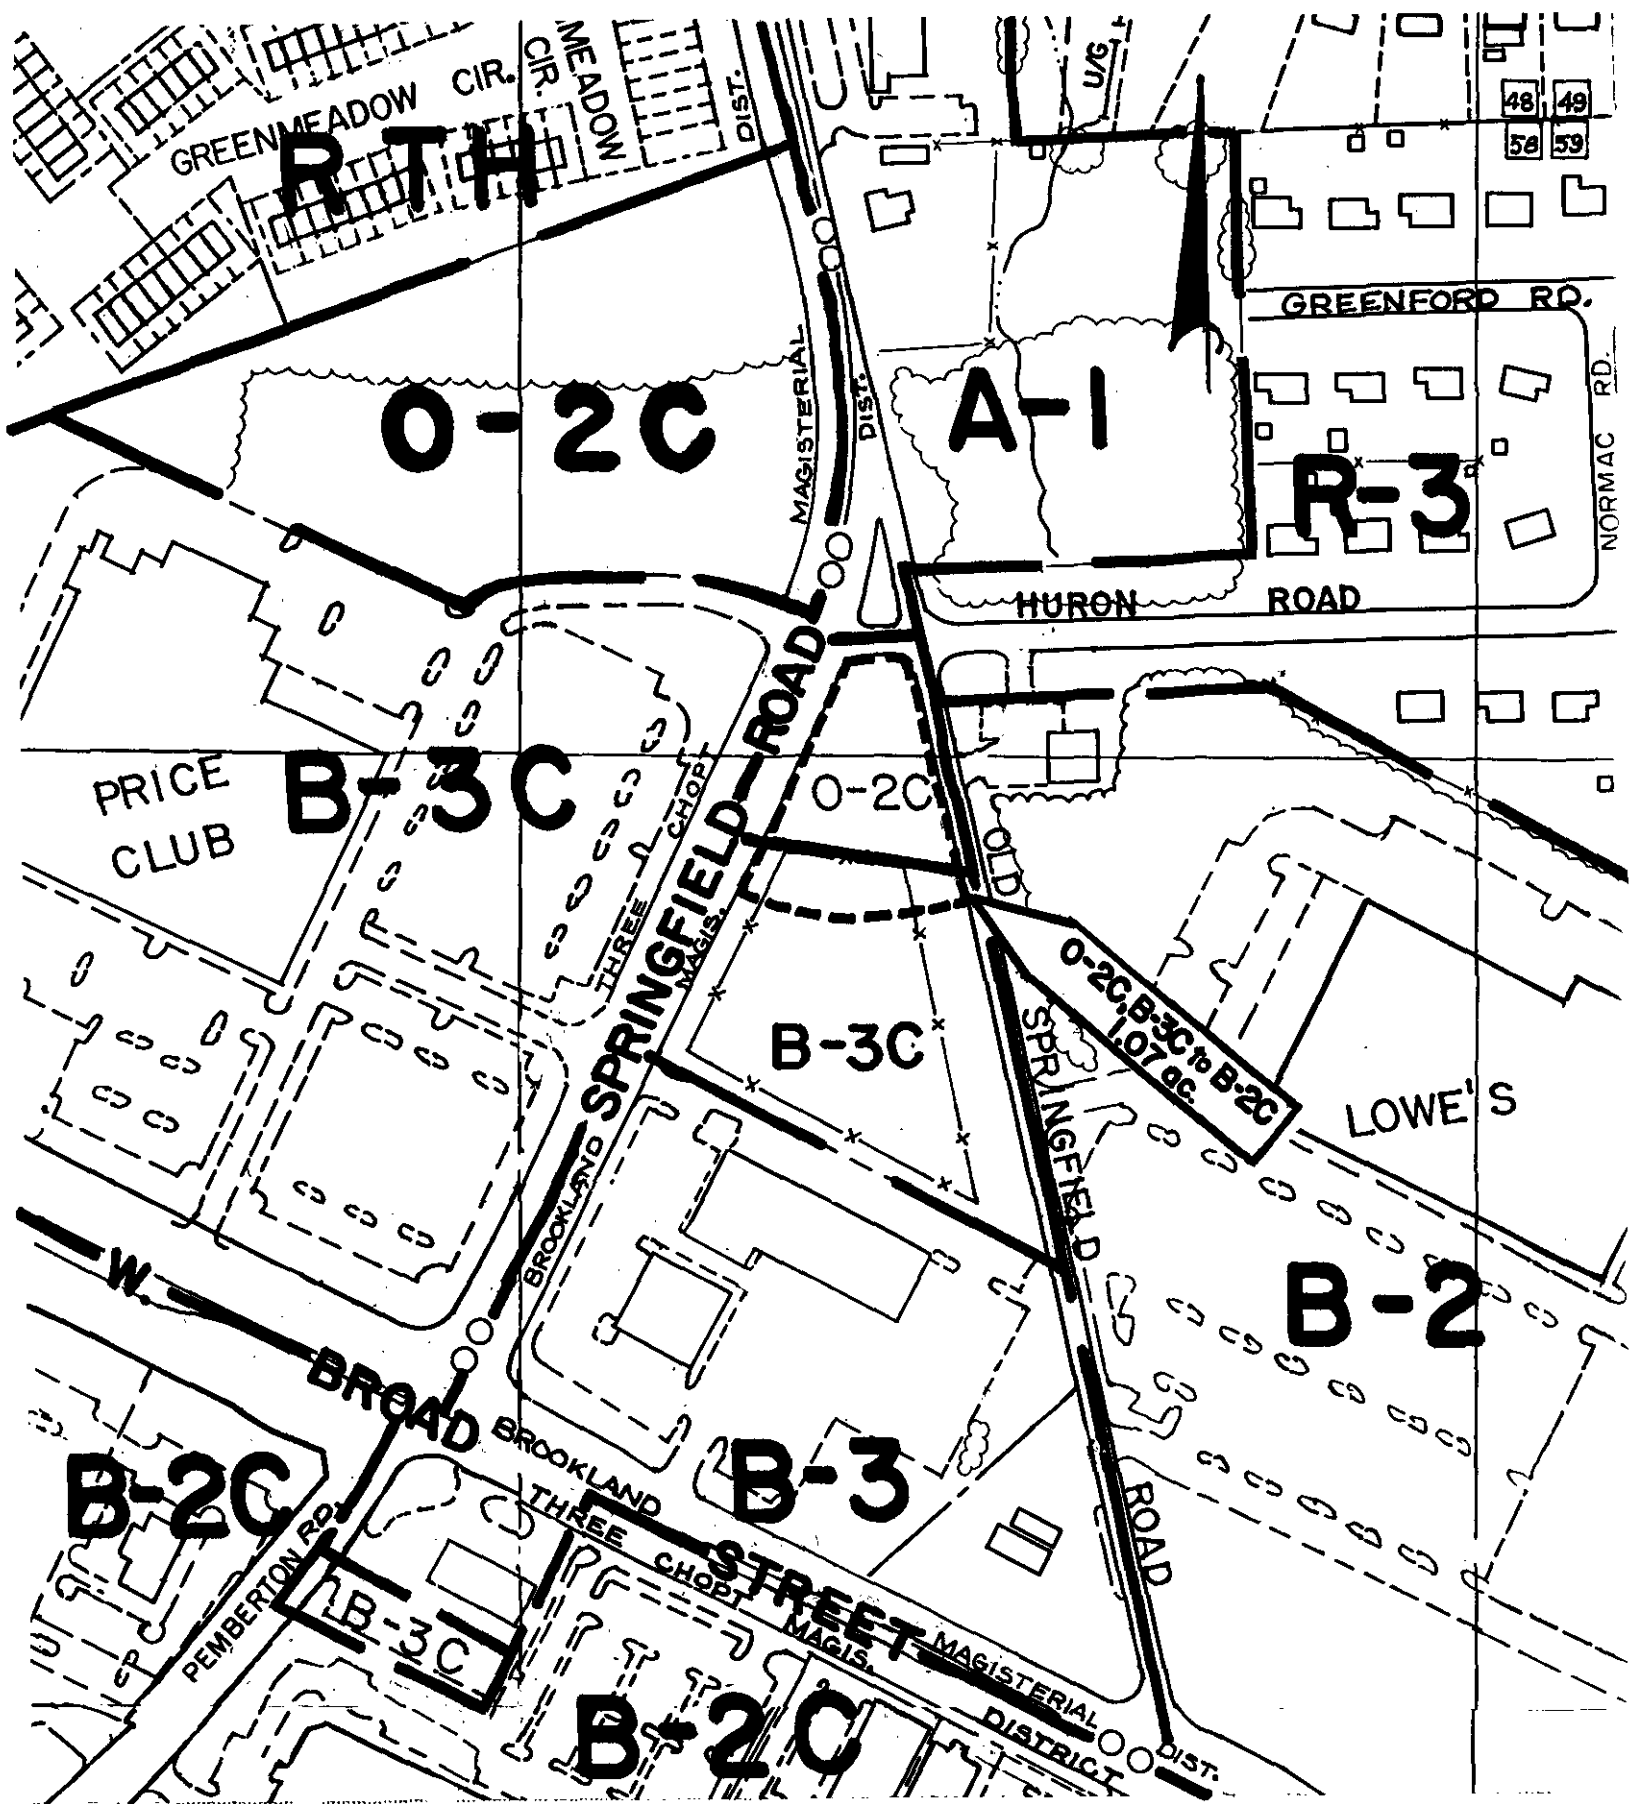 GREENMEADOW CIR.
CIR.
MEADOW
DIST.
U/G
48 49
58 59
RTH
GREENFORD RD.
MAGISTERIAL
DIST.
O-2C
A-1
R-3
NORMAC RD.
HURON ROAD
PRICE
CLUB
B-3C
O-2C
THREE CHOPT
MAGIS.
SPRINGFIELD ROAD
OLD
SPRINGFIELD
ROAD
O-2C, B-3C to B-2C
1.07 ac.
B-3C
LOWE'S
BROOKLAND
B-2
W.
BROAD
STREET
BROOKLAND
MAGISTERIAL
DIST.
THREE
CHOPT
MAGIS.
DISTRICT
B-3
B-2C
PEMBERTON RD.
B-3C
B-2C